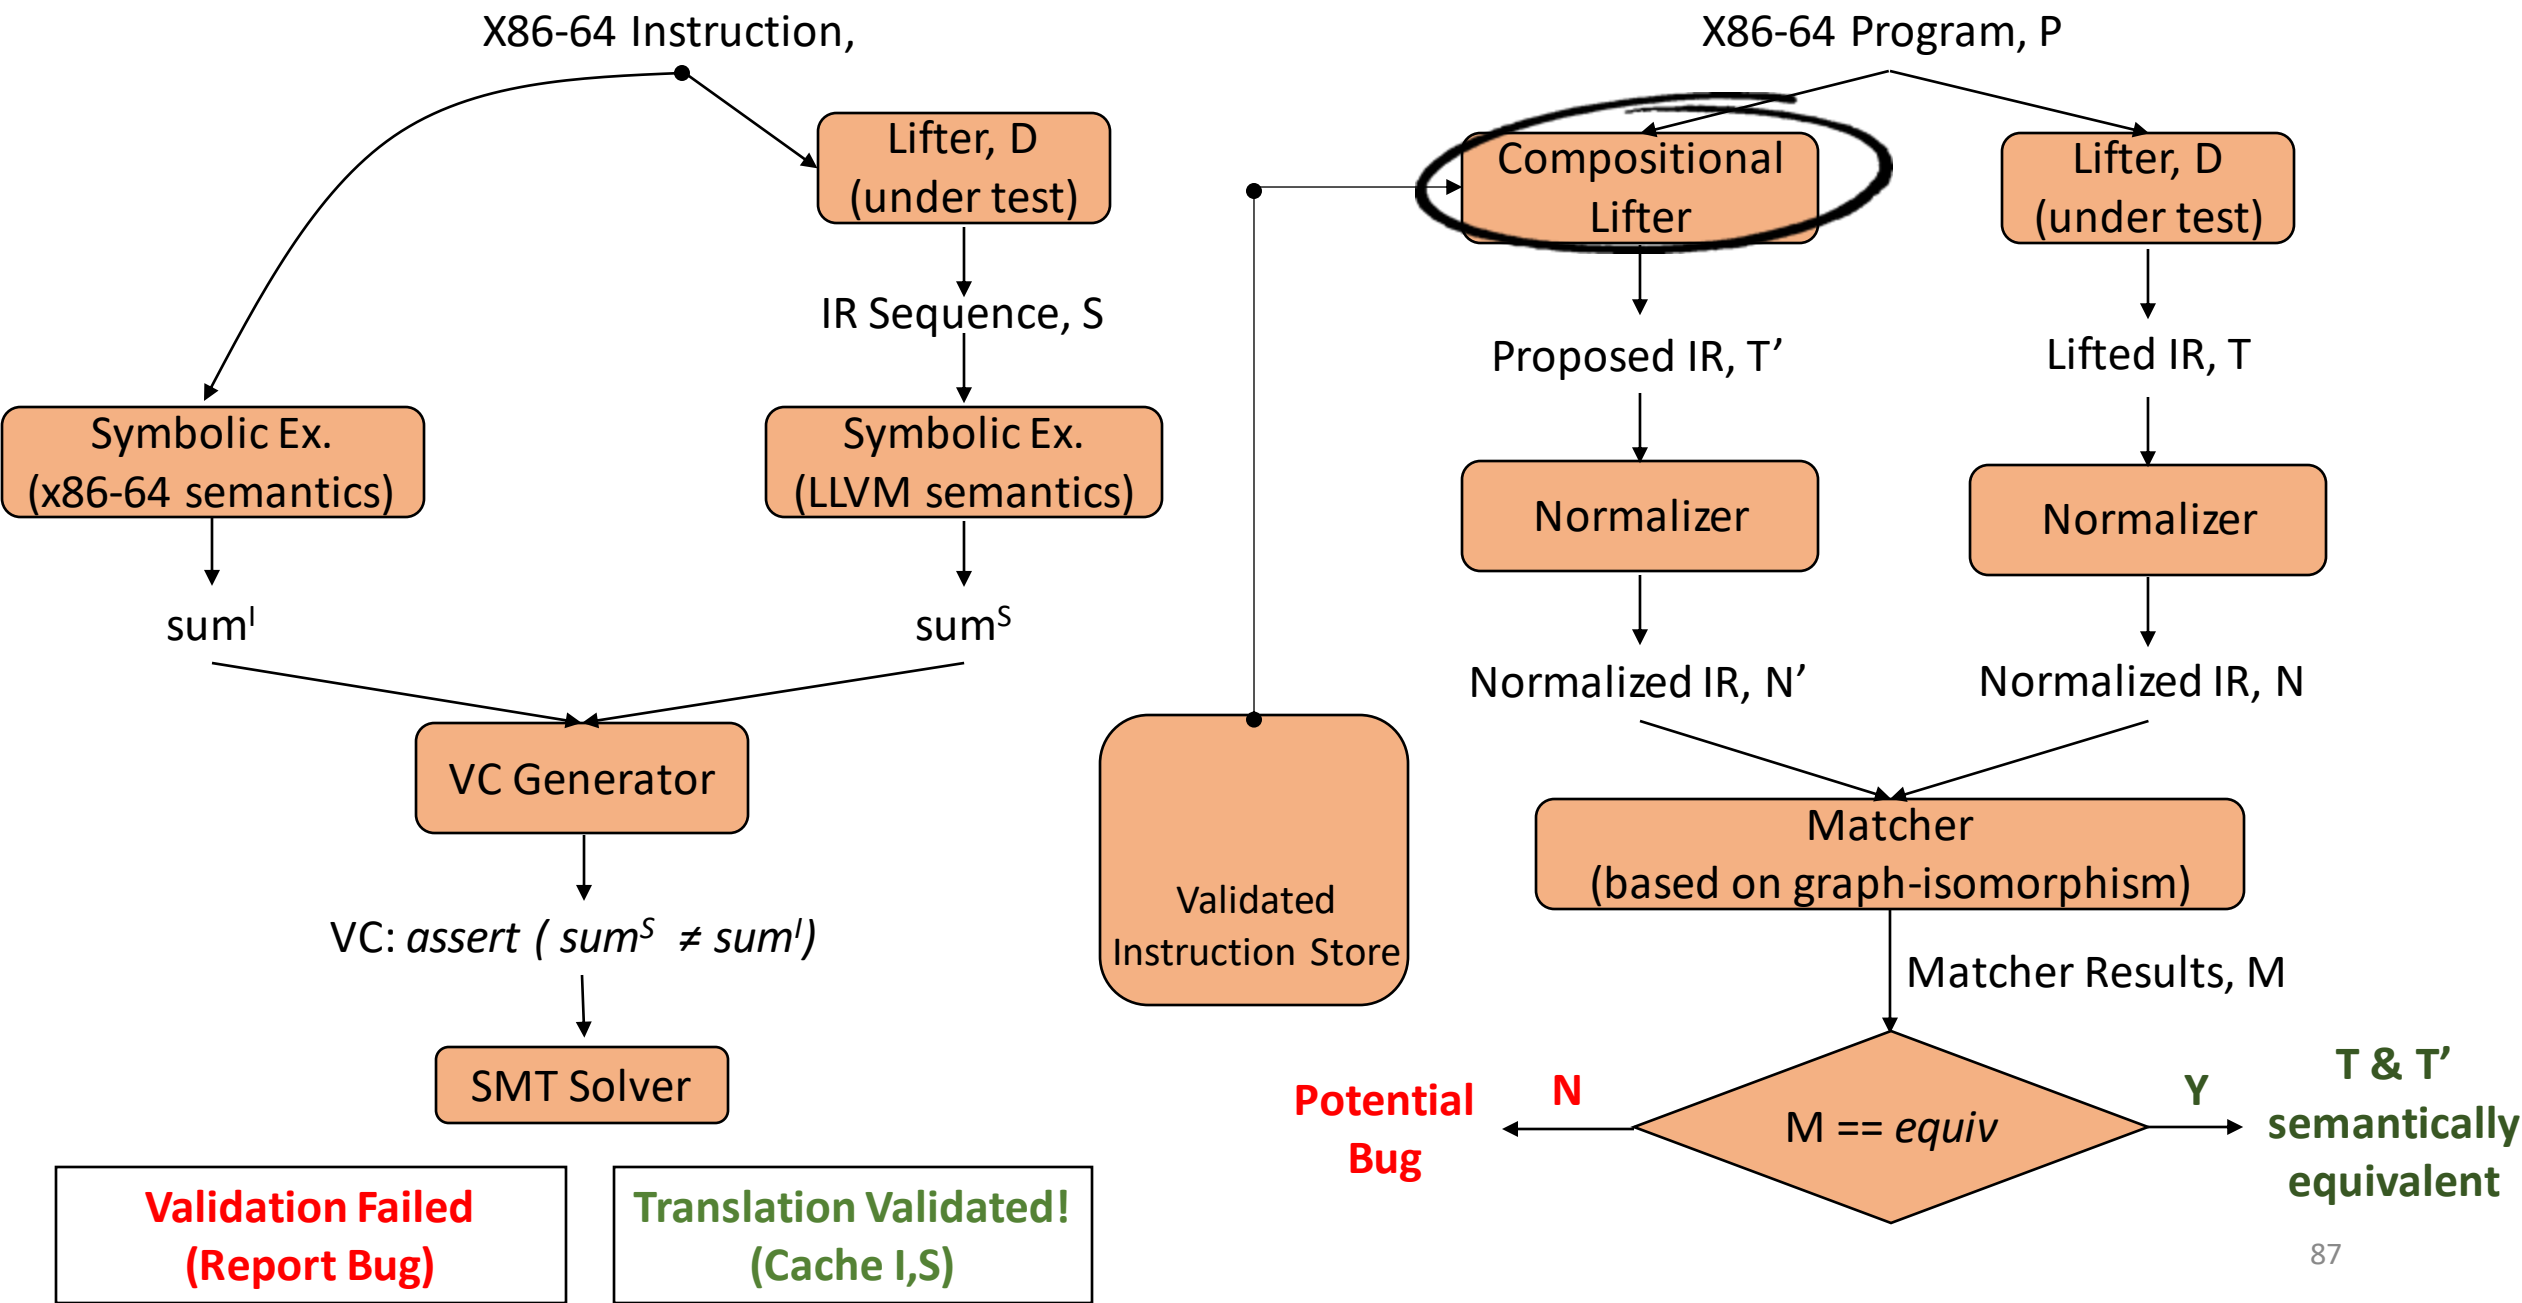 X86-64 Instruction,
Lifter, D
(under test)
IR Sequence, S
Symbolic Ex.
(x86-64 semantics)
Symbolic Ex.
(LLVM semantics)
sumᴵ
sumˢ
VC Generator
VC: assert ( sumˢ ≠ sumᴵ)
SMT Solver
Validation Failed
(Report Bug)
Translation Validated!
(Cache I,S)
Validated
Instruction Store
X86-64 Program, P
Compositional
Lifter
Lifter, D
(under test)
Proposed IR, T’
Lifted IR, T
Normalizer
Normalizer
Normalized IR, N’
Normalized IR, N
Matcher
(based on graph-isomorphism)
Matcher Results, M
M == equiv
N
Potential
Bug
Y
T & T’
semantically
equivalent
87